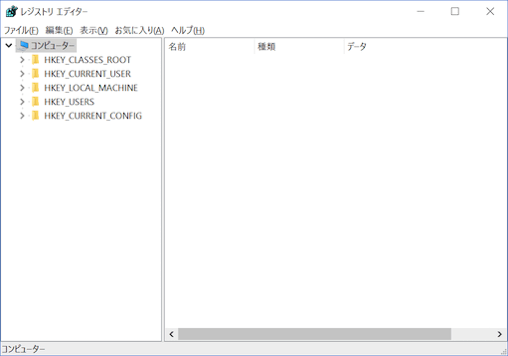 レジストリ エディター
ファイル(F) 編集(E) 表示(V) お気に入り(A) ヘルプ(H)
コンピューター
HKEY_CLASSES_ROOT
HKEY_CURRENT_USER
HKEY_LOCAL_MACHINE
HKEY_USERS
HKEY_CURRENT_CONFIG
名前 種類 データ
コンピューター